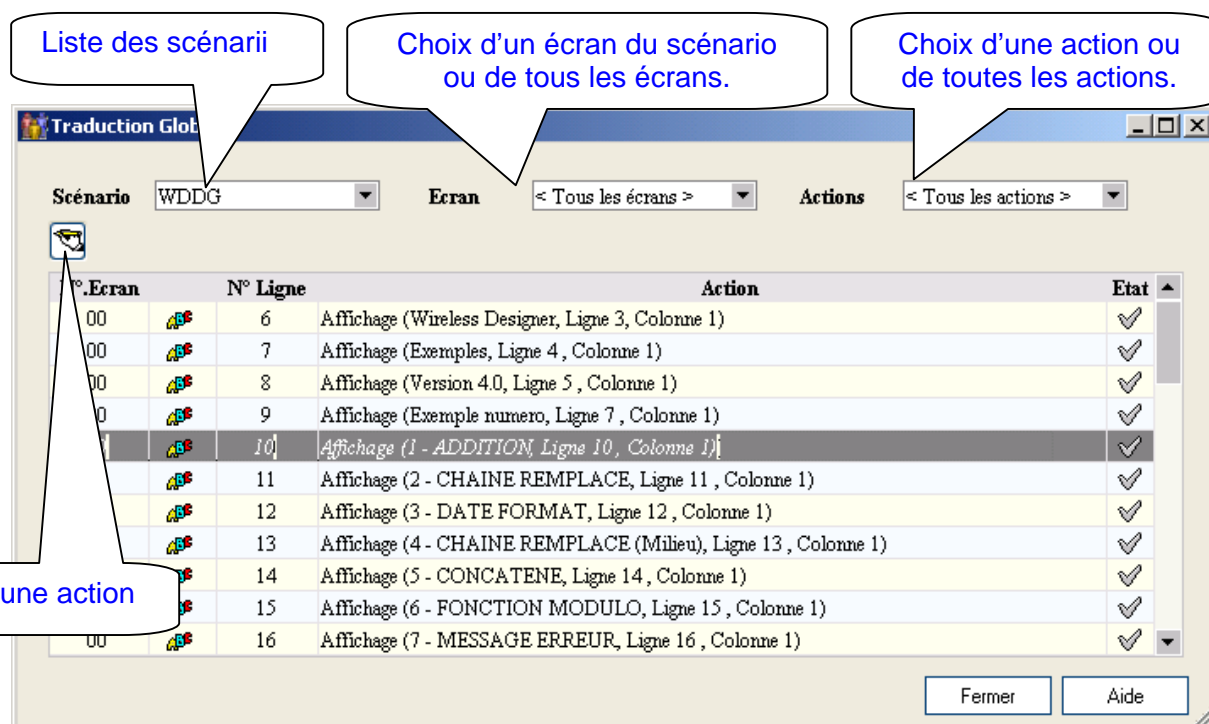 Liste des scénarii
Choix d'un écran du scénario
ou de tous les écrans.
Choix d'une action ou
de toutes les actions.
Traduction Glob
Scénario WDDG Ecran < Tous les écrans > Actions < Tous les actions >
N°.Ecran N° Ligne Action Etat
00 6 Affichage (Wireless Designer, Ligne 3, Colonne 1)
00 7 Affichage (Exemples, Ligne 4 , Colonne 1)
00 8 Affichage (Version 4.0, Ligne 5 , Colonne 1)
0 9 Affichage (Exemple numero, Ligne 7 , Colonne 1)
10 Affichage (1 - ADDITION, Ligne 10 , Colonne 1)
11 Affichage (2 - CHAINE REMPLACE, Ligne 11 , Colonne 1)
12 Affichage (3 - DATE FORMAT, Ligne 12 , Colonne 1)
13 Affichage (4 - CHAINE REMPLACE (Milieu), Ligne 13 , Colonne 1)
14 Affichage (5 - CONCATENE, Ligne 14 , Colonne 1)
une action
15 Affichage (6 - FONCTION MODULO, Ligne 15 , Colonne 1)
00 16 Affichage (7 - MESSAGE ERREUR, Ligne 16 , Colonne 1)
Fermer Aide